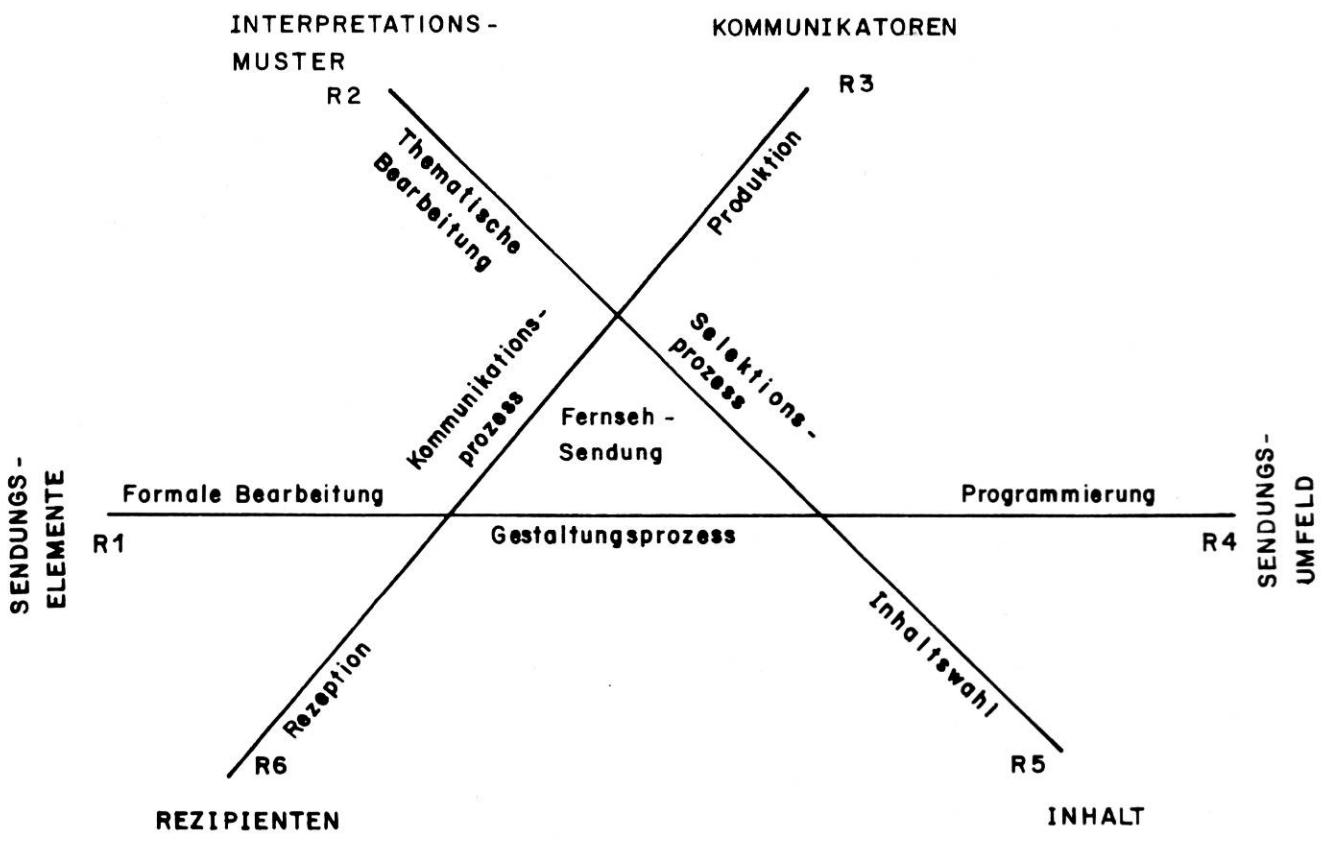 INTERPRETATIONS-
MUSTER
R2
KOMMUNIKATOREN
R3
Thematische
Bearbeitung
Produktion
Kommunikations-
prozess
Selektions-
prozess
Fernseh-
Sendung
SENDUNGS-
ELEMENTE
Formale Bearbeitung
R1
Gestaltungsprozess
Programmierung
R4
SENDUNGS-
UMFELD
Rezeption
R6
REZIPIENTEN
Inhaltswahl
R5
INHALT